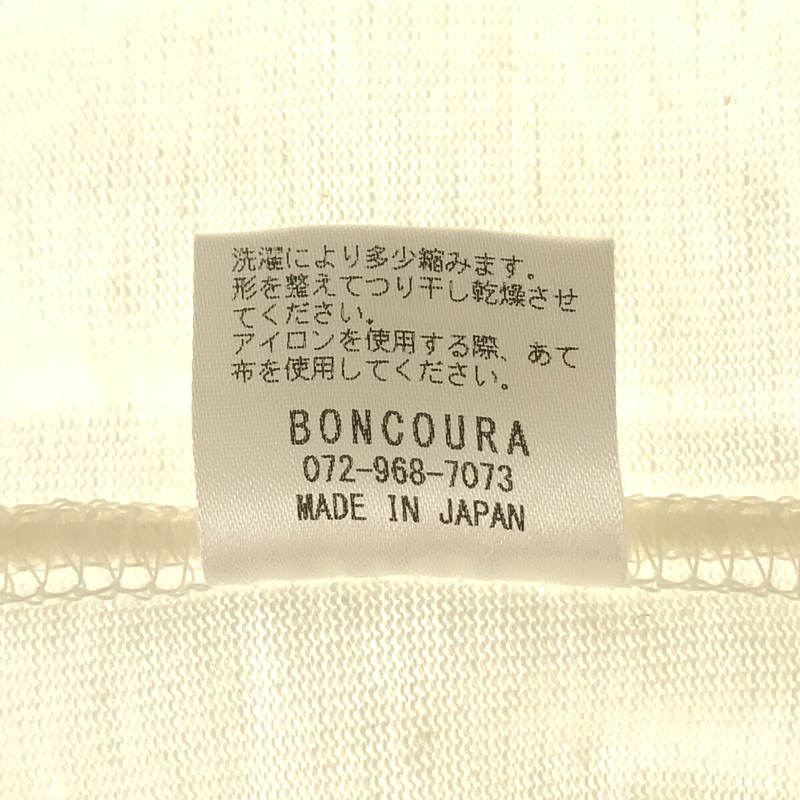 洗濯により多少縮みます。
形を整えてつり干し乾燥させ
てください。
アイロンを使用する際、あて
布を使用してください。
BONCOURA
072-968-7073
MADE IN JAPAN